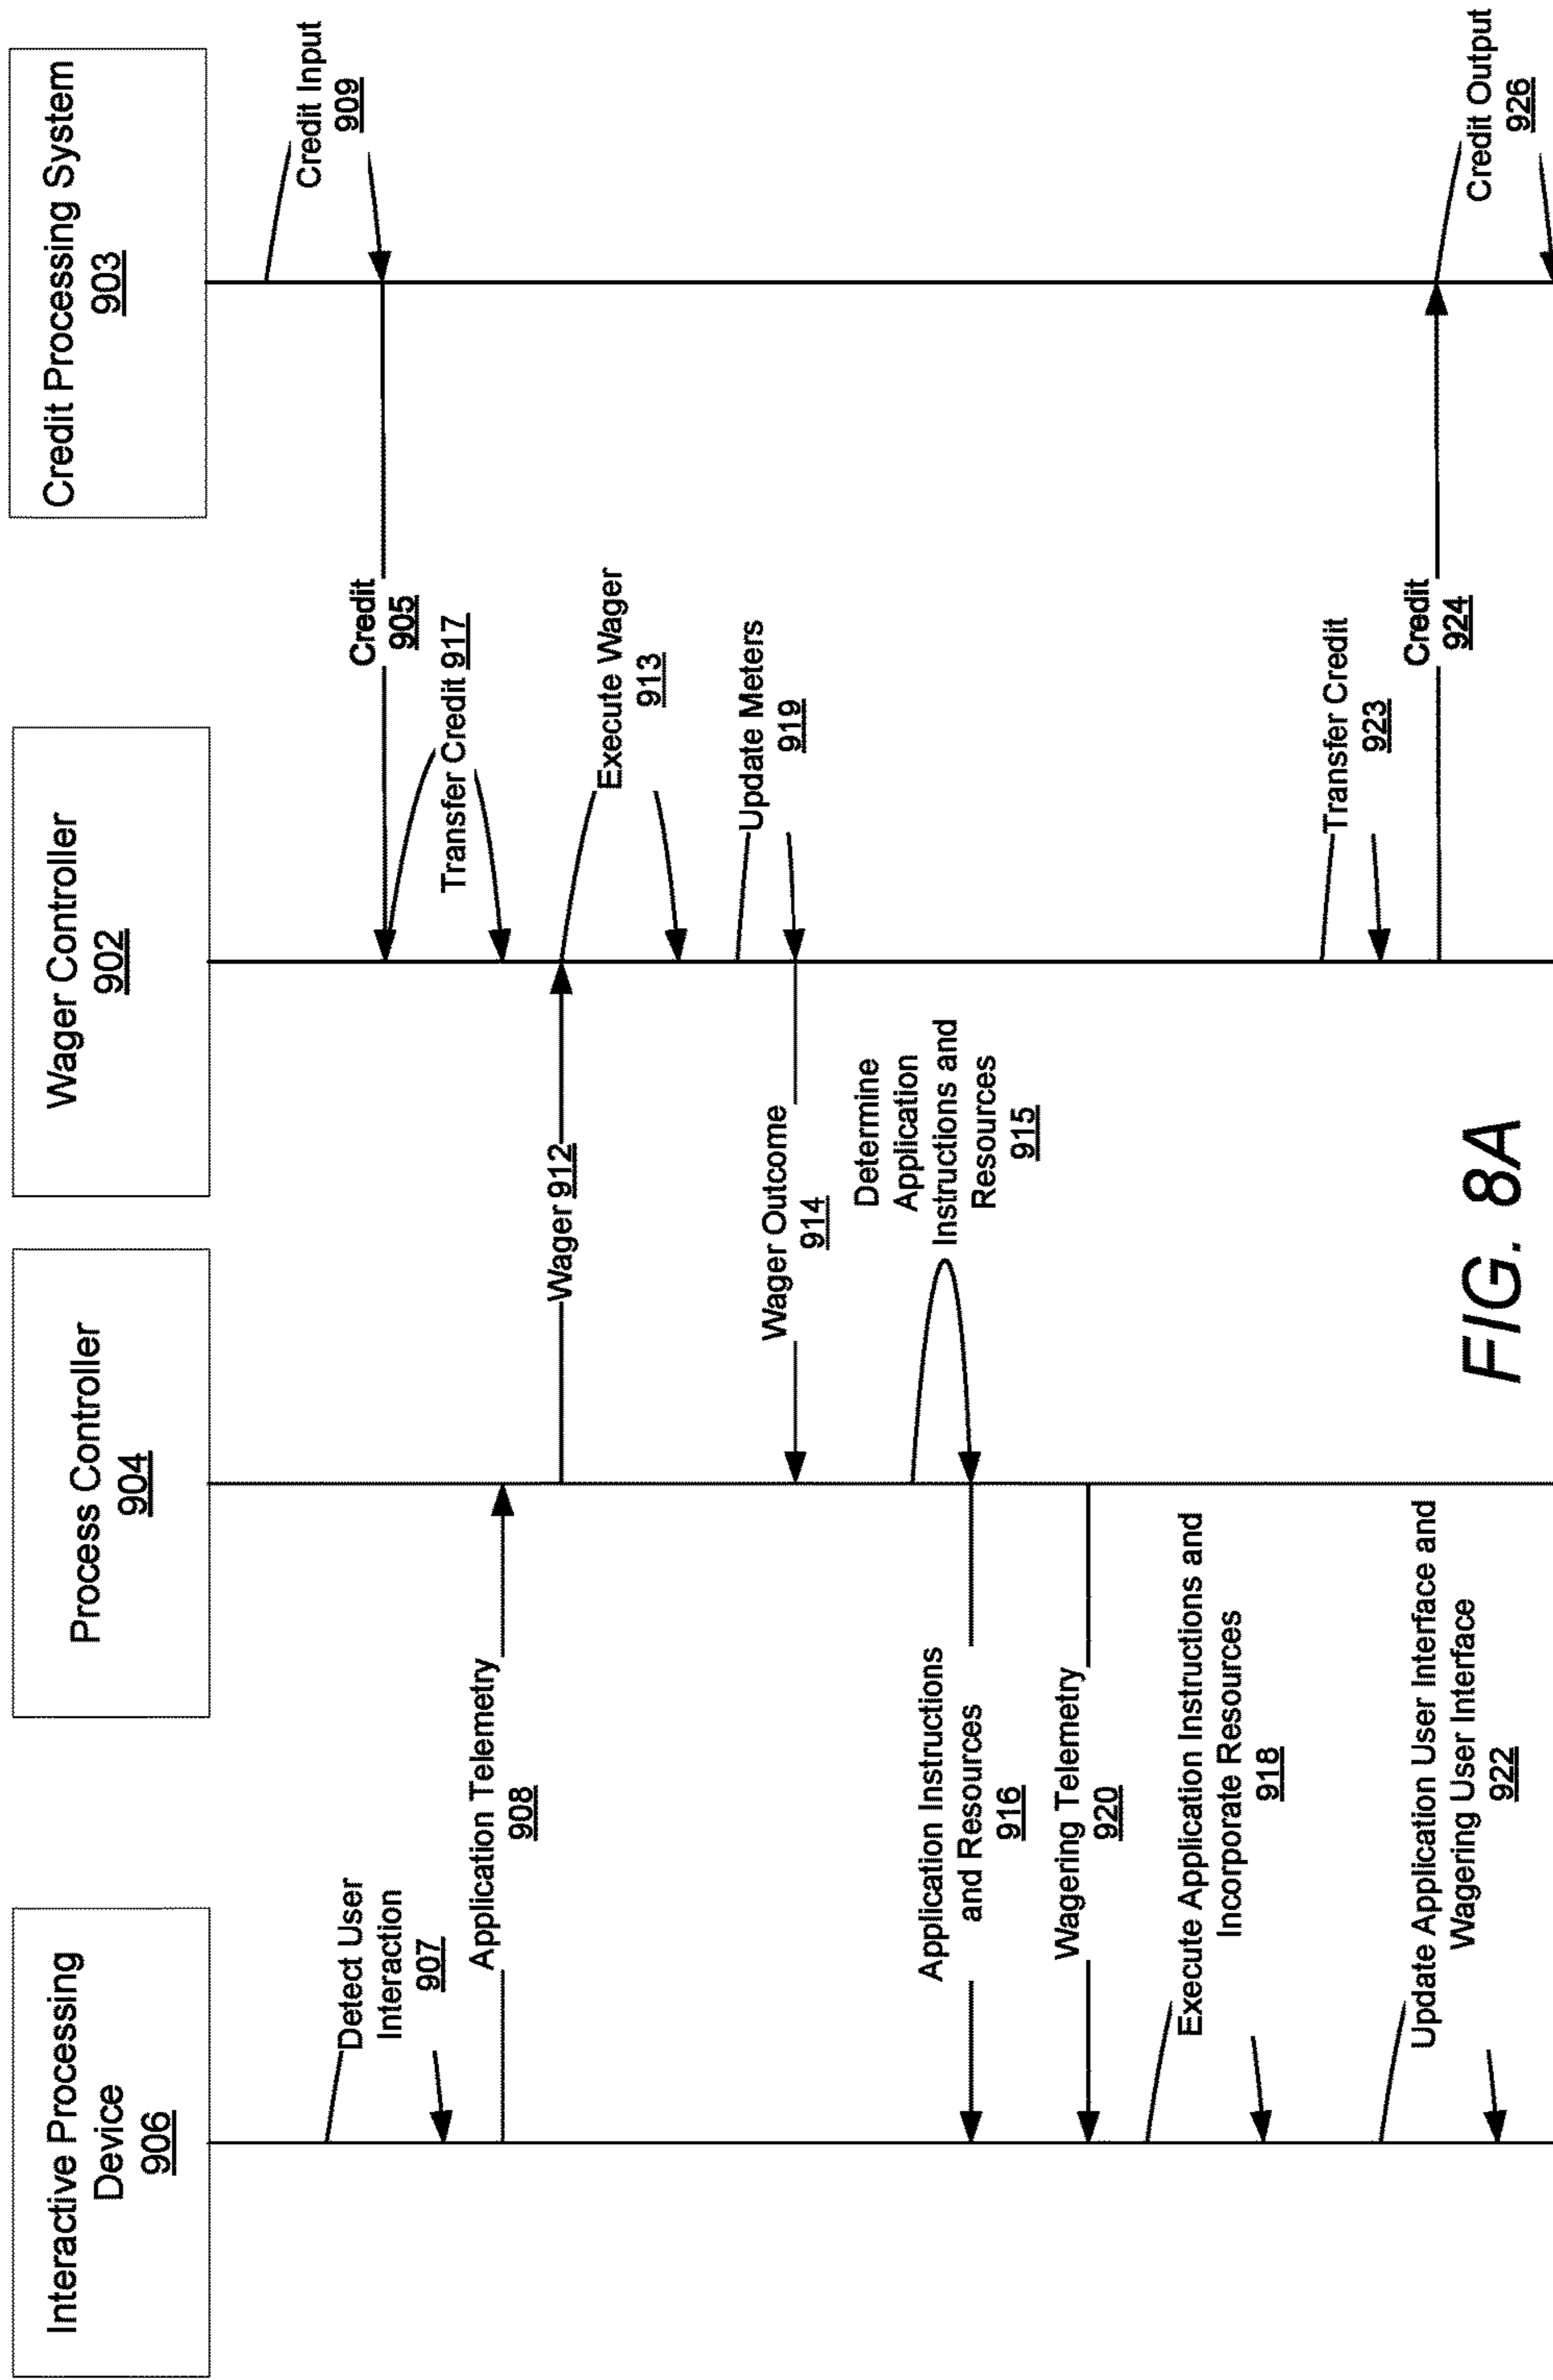 Interactive Processing
Device
906
Process Controller
904
Wager Controller
902
Credit Processing System
903
Credit Input
909
Detect User
Interaction
907
Credit
905
Transfer Credit 917
Application Telemetry
908
Wager 912
Execute Wager
913
Update Meters
919
Wager Outcome
914
Determine
Application
Instructions and
Resources
915
Application Instructions
and Resources
916
Wagering Telemetry
920
Execute Application Instructions and
Incorporate Resources
918
Transfer Credit
923
Update Application User Interface and
Wagering User Interface
922
Credit
924
Credit Output
926
FIG. 8A